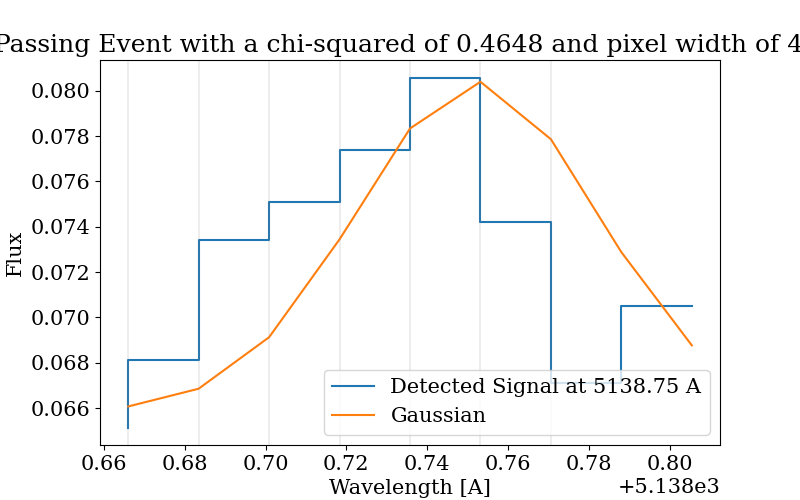 Passing Event with a chi-squared of 0.4648 and pixel width of 4
0.080
0.078
0.076
0.074
0.072
0.070
0.068
0.066
Flux
Detected Signal at 5138.75 A
Gaussian
0.66 0.68 0.70 0.72 0.74 0.76 0.78 0.80
Wavelength [A]
+5.138e3